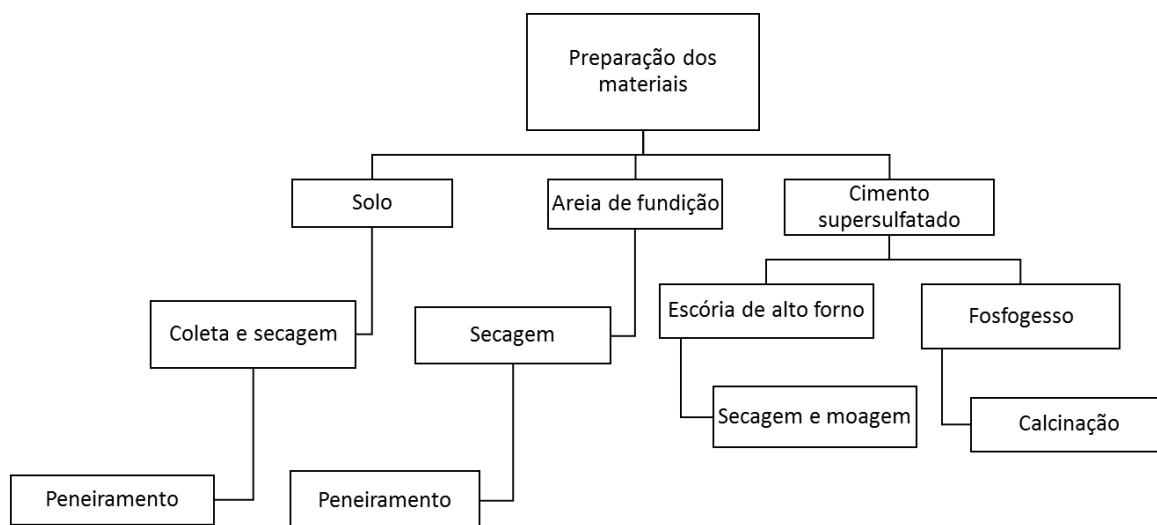 Preparação dos
materiais
Solo
Areia de fundição
Cimento
supersulfatado
Coleta e secagem
Secagem
Escória de alto forno
Fosfogesso
Secagem e moagem
Calcinação
Peneiramento
Peneiramento